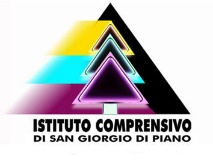 ISTITUTO COMPRENSIVO
DI SAN GIORGIO DI PIANO